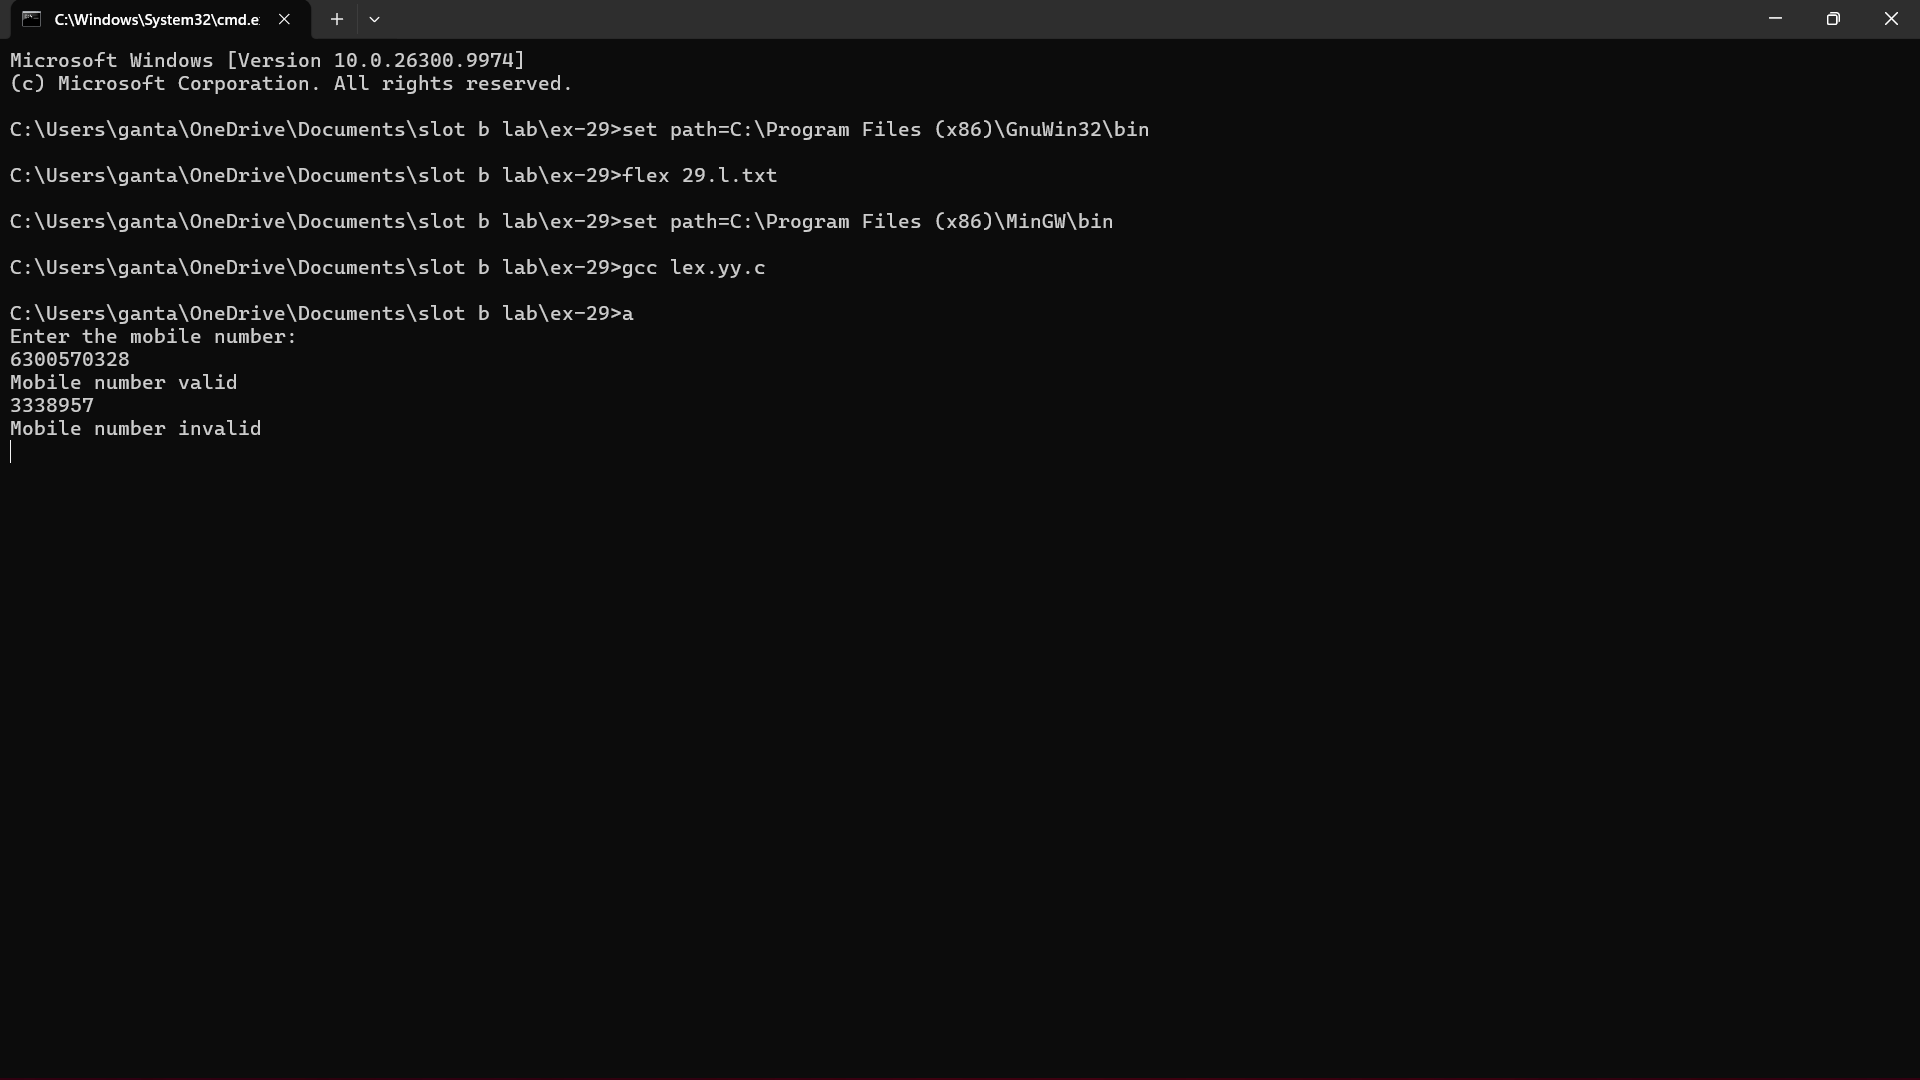 C:\Windows\System32\cmd.e
Microsoft Windows [Version 10.0.26300.9974]
(c) Microsoft Corporation. All rights reserved.
C:\Users\ganta\OneDrive\Documents\slot b lab\ex-29>set path=C:\Program Files (x86)\GnuWin32\bin
C:\Users\ganta\OneDrive\Documents\slot b lab\ex-29>flex 29.l.txt
C:\Users\ganta\OneDrive\Documents\slot b lab\ex-29>set path=C:\Program Files (x86)\MinGW\bin
C:\Users\ganta\OneDrive\Documents\slot b lab\ex-29>gcc lex.yy.c
C:\Users\ganta\OneDrive\Documents\slot b lab\ex-29>a
Enter the mobile number:
6300570328
Mobile number valid
3338957
Mobile number invalid